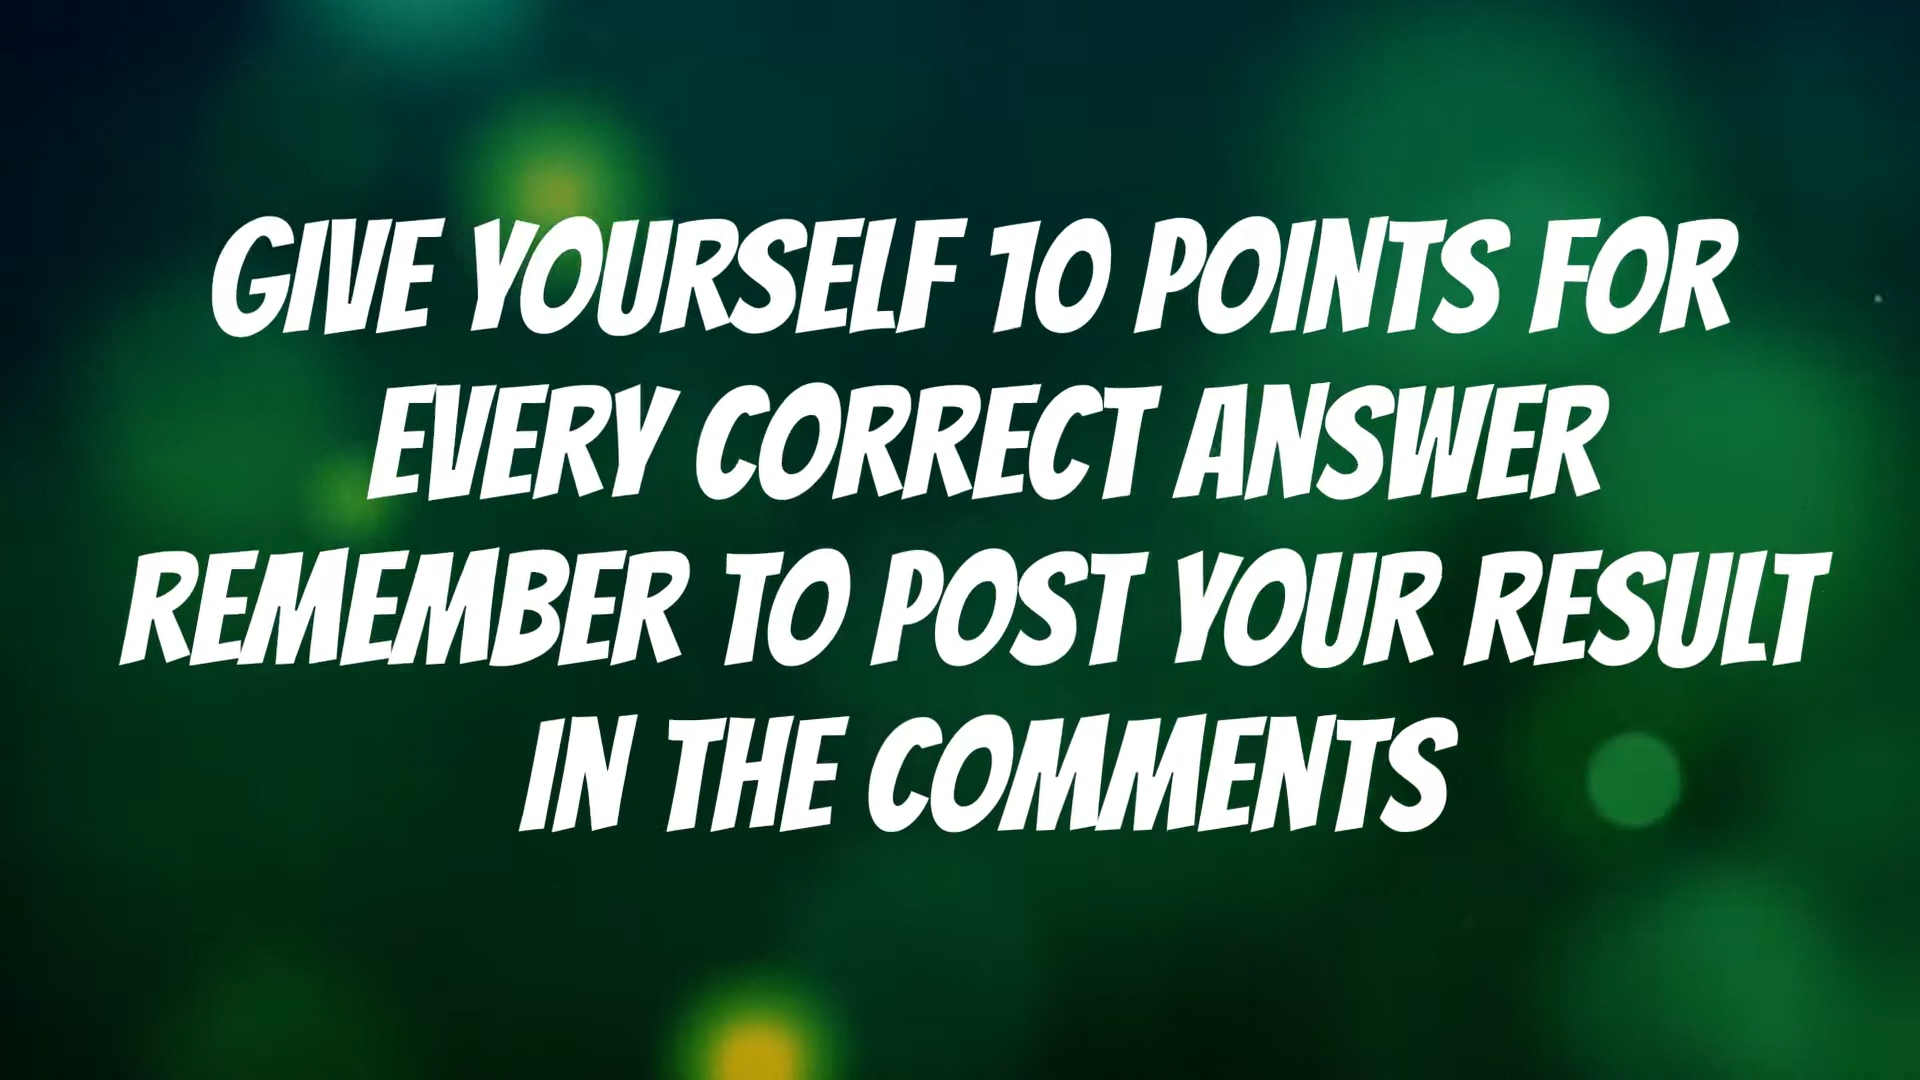 GIVE YOURSELF 10 POINTS FOR
EVERY CORRECT ANSWER
REMEMBER TO POST YOUR RESULT
IN THE COMMENTS